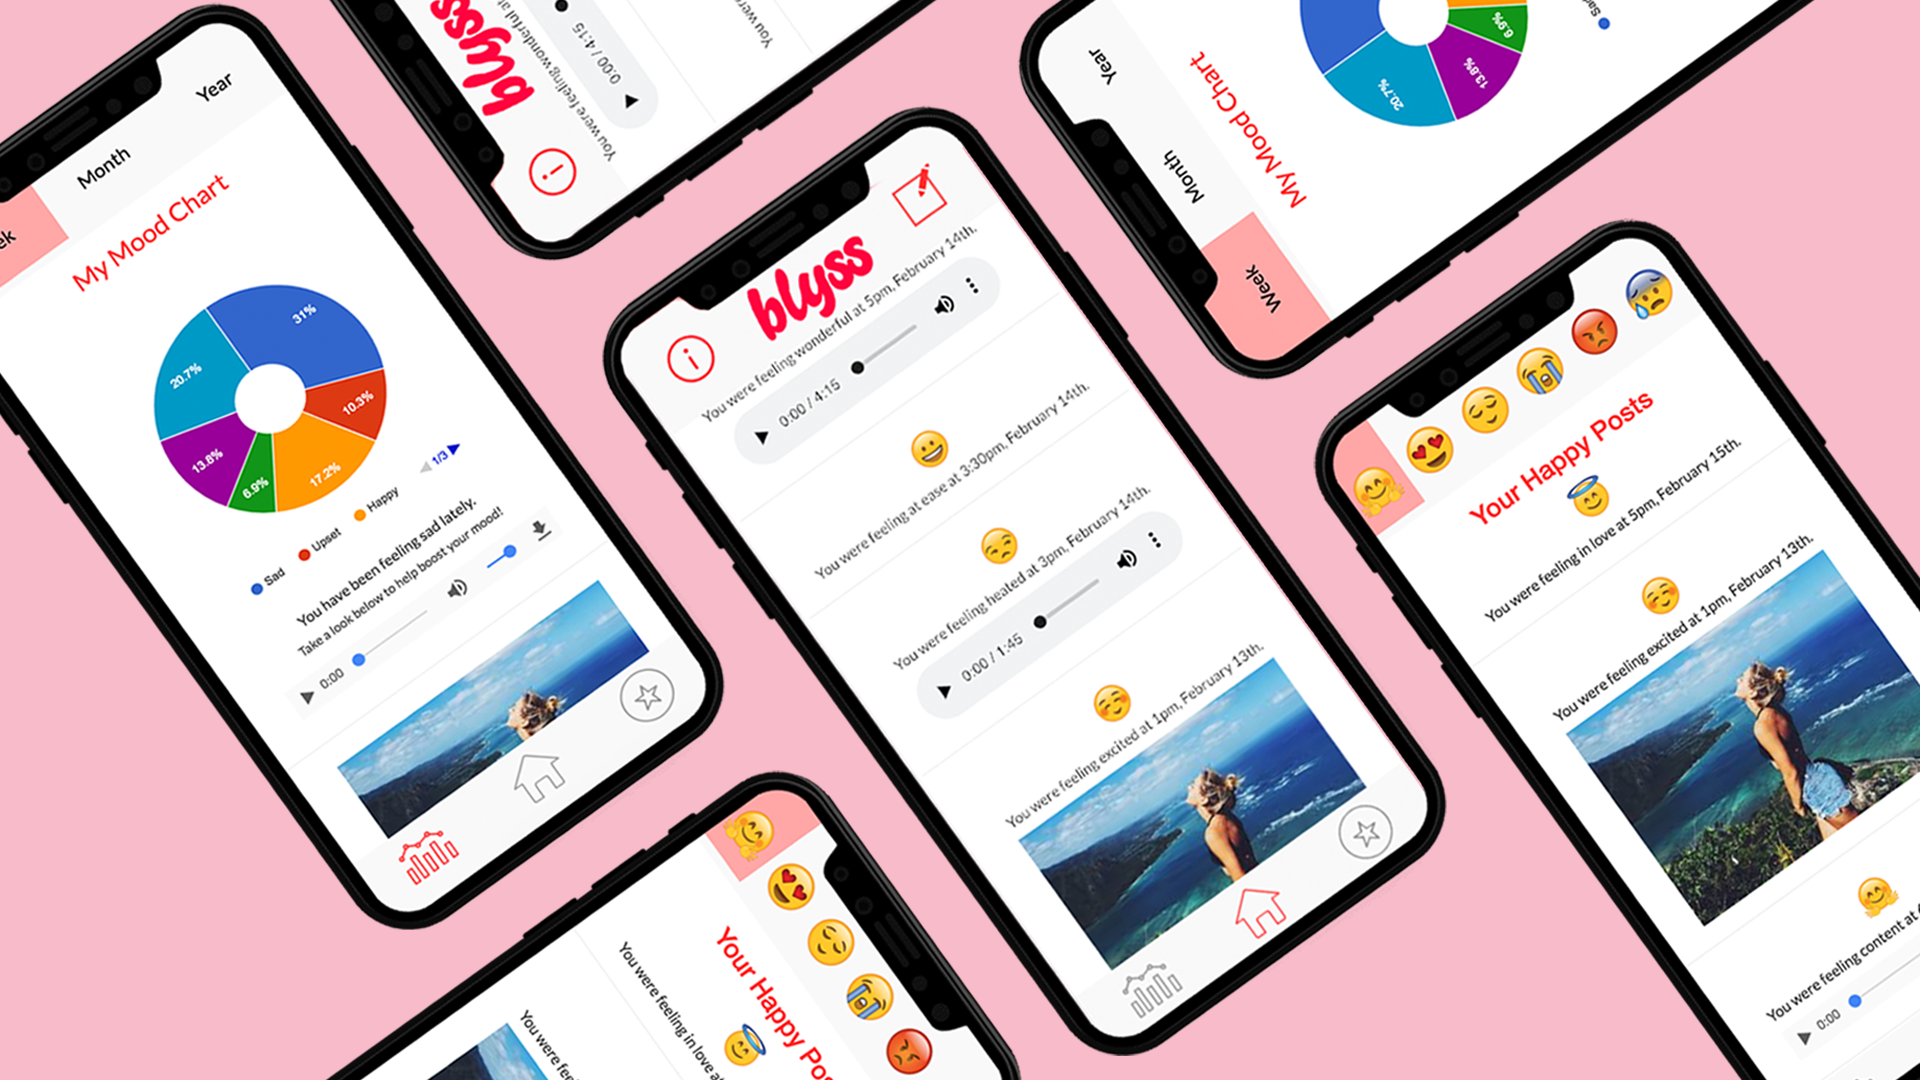 ek
Month
Year
My Mood Chart
31%
20.7%
10.3%
13.8%
6.9%
17.2%
Sad
Upset
Happy
1/3
You have been feeling sad lately.
Take a look below to help boost your mood!
0:00
blyss
You were feeling wonderful at
0:00 / 4:15
You were
blyss
You were feeling wonderful at 5pm, February 14th.
0:00 / 4:15
You were feeling at ease at 3:30pm, February 14th.
You were feeling heated at 3pm, February 14th.
0:00 / 1:45
You were feeling excited at 1pm, February 13th.
Year
Month
Week
My Mood Chart
20.7%
13.8%
6.9%
Sa
Your Happy Posts
You were feeling in love at 5pm, February 15th.
You were feeling excited at 1pm, February 13th.
You were feeling content at
0:00
Your Happy Pos
You were feeling in love a
You were fee